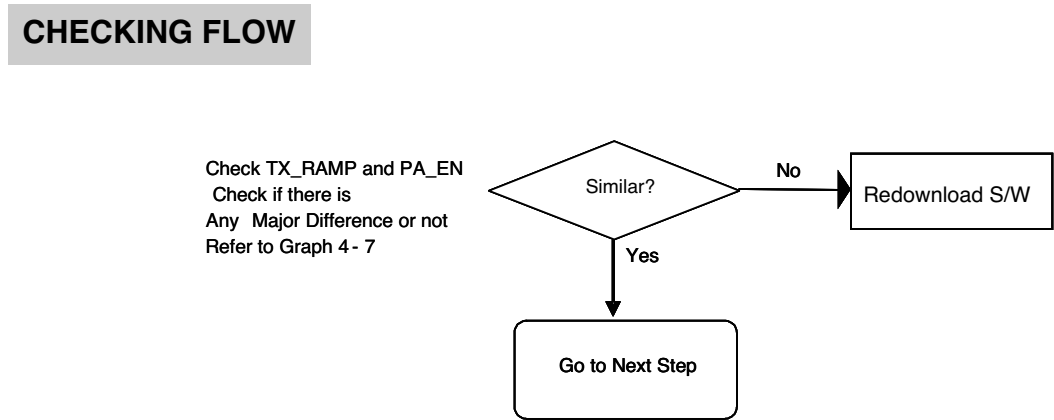 CHECKING FLOW
Check TX_RAMP and PA_EN
Check if there is
Any Major Difference or not
Refer to Graph 4 - 7
Similar?
No
Redownload S/W
Yes
Go to Next Step